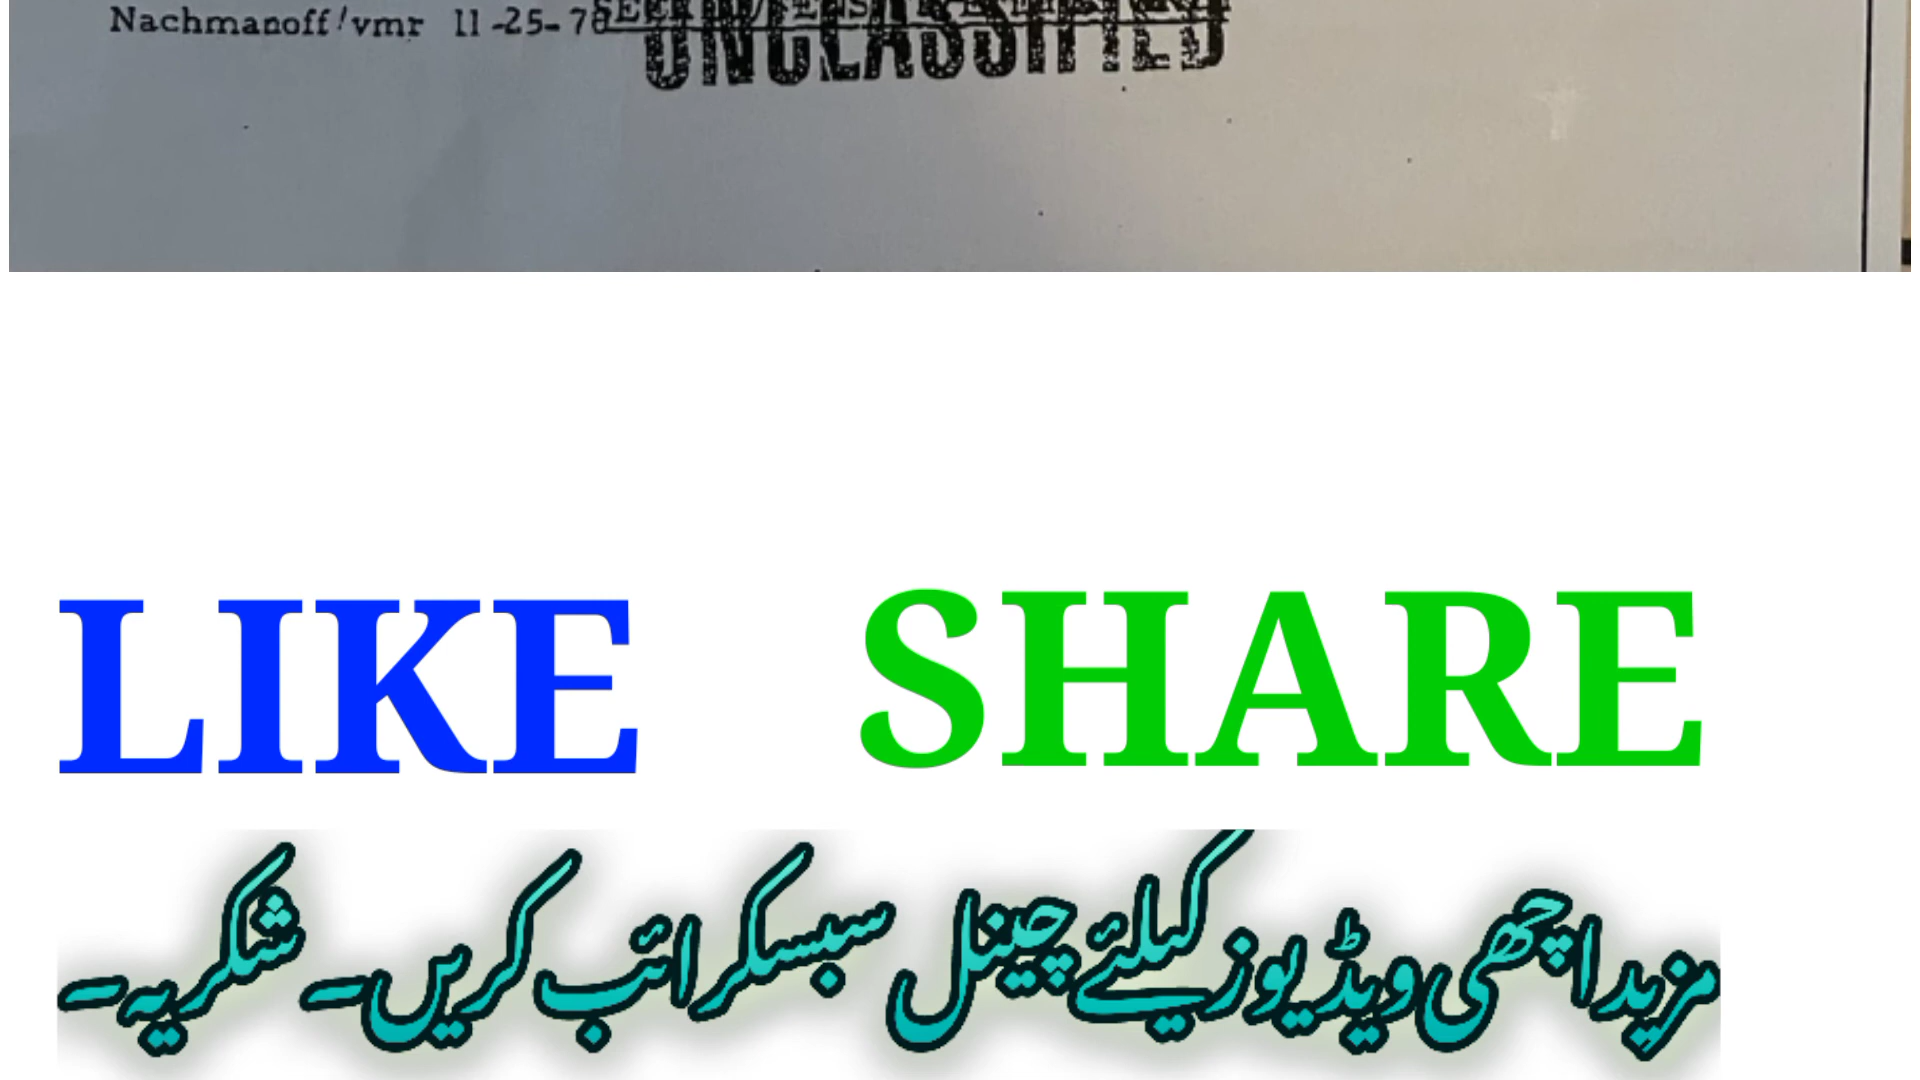 Nachmanoff/vmr 11-25-78
UNCLASSIFIED
LIKE SHARE
مزید اچھی ویڈیوز کیلئے چینل سبسکرائب کریں۔ شکریہ۔